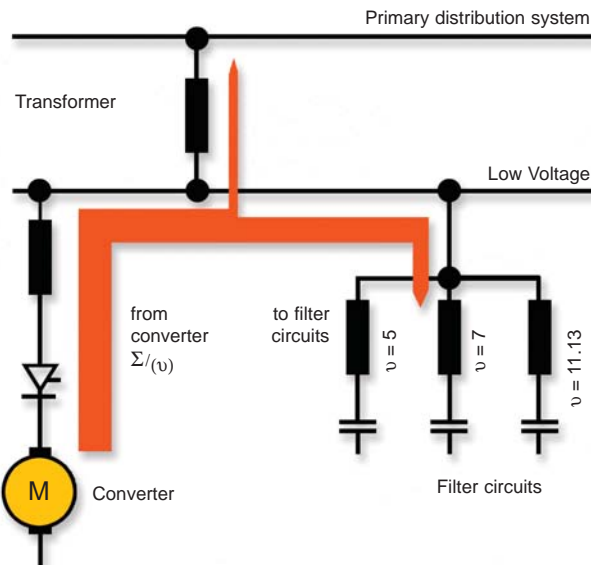 Primary distribution system
Transformer
Low Voltage
from
converter
Σ/(υ)
to filter
circuits
υ = 5
υ = 7
υ = 11.13
M
Converter
Filter circuits